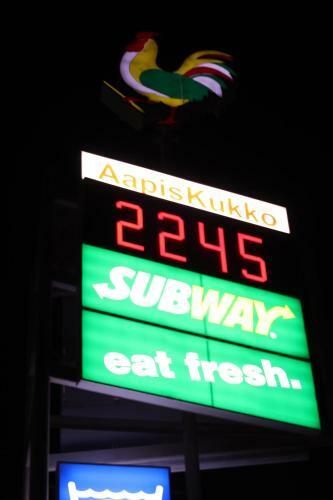 AapisKukko
2245
SUBWAY
eat fresh.